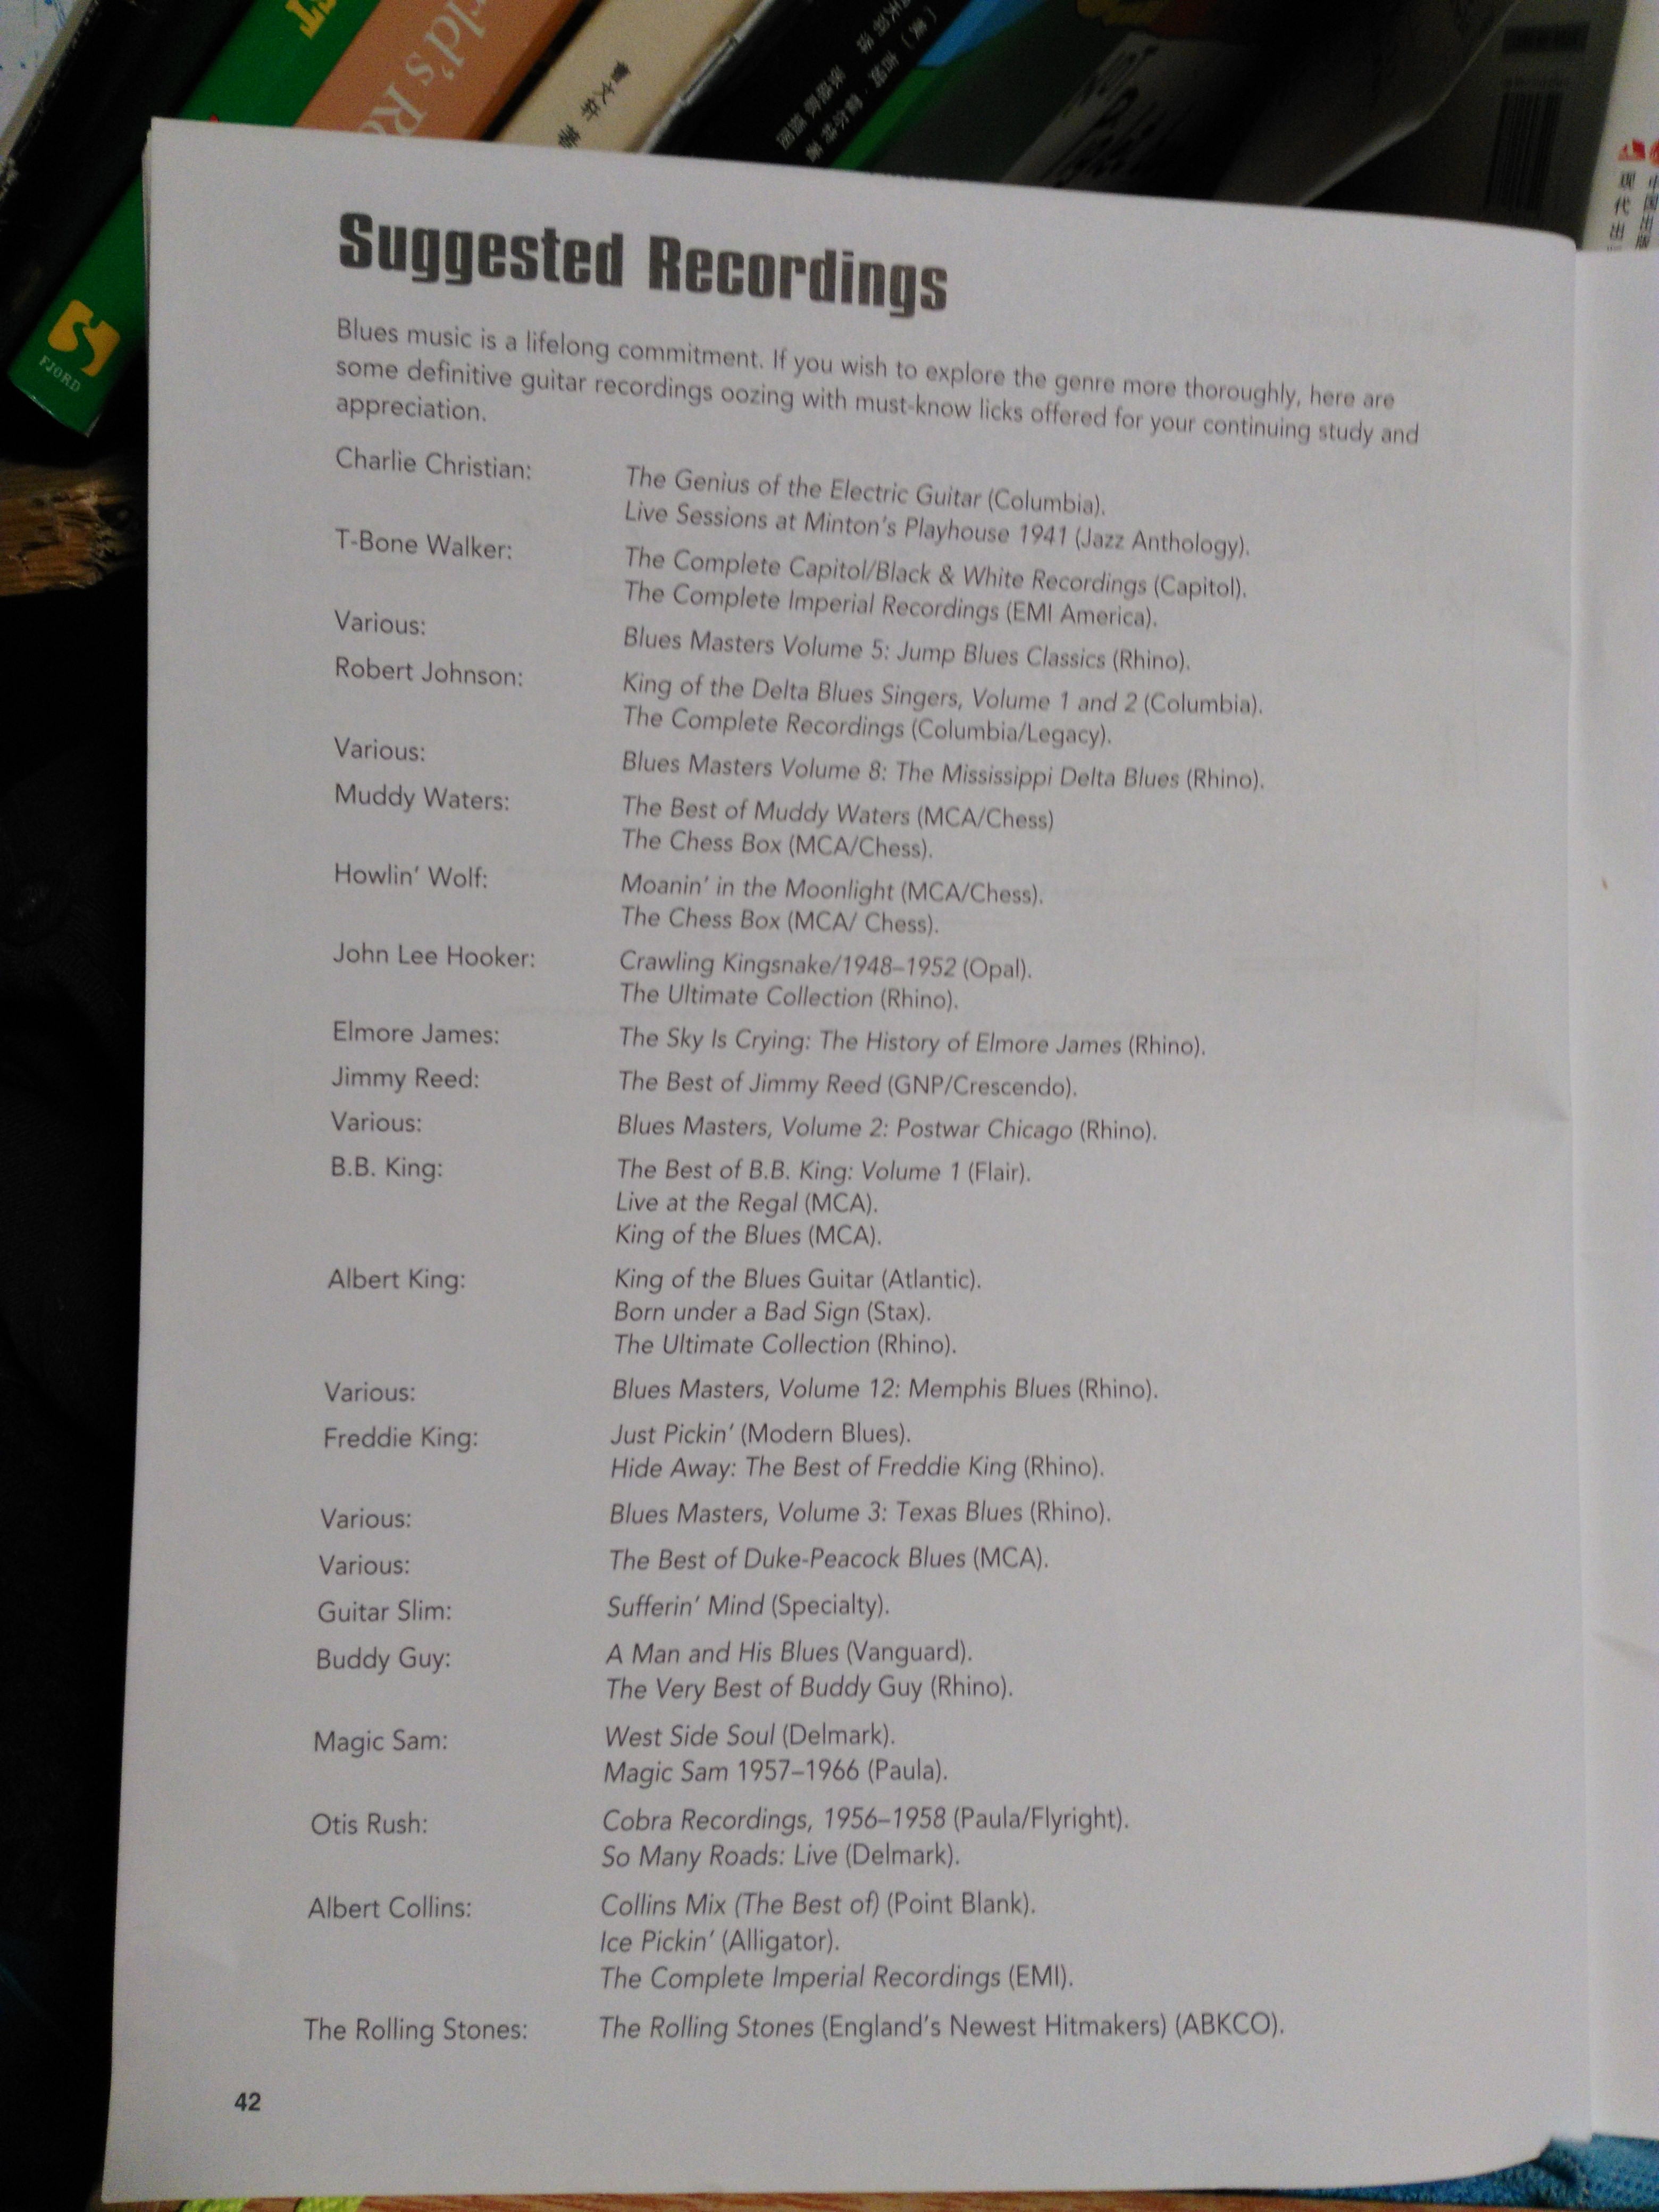 FJORD
ld's R
Suggested Recordings
Blues music is a lifelong commitment. If you wish to explore the genre more thoroughly, here are
some definitive guitar recordings oozing with must-know licks offered for your continuing study and
appreciation.
Charlie Christian: The Genius of the Electric Guitar (Columbia).
Live Sessions at Minton's Playhouse 1941 (Jazz Anthology).
T-Bone Walker: The Complete Capitol/Black & White Recordings (Capitol).
The Complete Imperial Recordings (EMI America).
Various: Blues Masters Volume 5: Jump Blues Classics (Rhino).
Robert Johnson: King of the Delta Blues Singers, Volume 1 and 2 (Columbia).
The Complete Recordings (Columbia/Legacy).
Various: Blues Masters Volume 8: The Mississippi Delta Blues (Rhino).
Muddy Waters: The Best of Muddy Waters (MCA/Chess)
The Chess Box (MCA/Chess).
Howlin' Wolf: Moanin' in the Moonlight (MCA/Chess).
The Chess Box (MCA/ Chess).
John Lee Hooker: Crawling Kingsnake/1948–1952 (Opal).
The Ultimate Collection (Rhino).
Elmore James: The Sky Is Crying: The History of Elmore James (Rhino).
Jimmy Reed: The Best of Jimmy Reed (GNP/Crescendo).
Various: Blues Masters, Volume 2: Postwar Chicago (Rhino).
B.B. King: The Best of B.B. King: Volume 1 (Flair).
Live at the Regal (MCA).
King of the Blues (MCA).
Albert King: King of the Blues Guitar (Atlantic).
Born under a Bad Sign (Stax).
The Ultimate Collection (Rhino).
Various: Blues Masters, Volume 12: Memphis Blues (Rhino).
Freddie King: Just Pickin' (Modern Blues).
Hide Away: The Best of Freddie King (Rhino).
Various: Blues Masters, Volume 3: Texas Blues (Rhino).
Various: The Best of Duke-Peacock Blues (MCA).
Guitar Slim: Sufferin' Mind (Specialty).
Buddy Guy: A Man and His Blues (Vanguard).
The Very Best of Buddy Guy (Rhino).
Magic Sam: West Side Soul (Delmark).
Magic Sam 1957–1966 (Paula).
Otis Rush: Cobra Recordings, 1956–1958 (Paula/Flyright).
So Many Roads: Live (Delmark).
Albert Collins: Collins Mix (The Best of) (Point Blank).
Ice Pickin' (Alligator).
The Complete Imperial Recordings (EMI).
The Rolling Stones: The Rolling Stones (England's Newest Hitmakers) (ABKCO).
42
现代出
中国出版